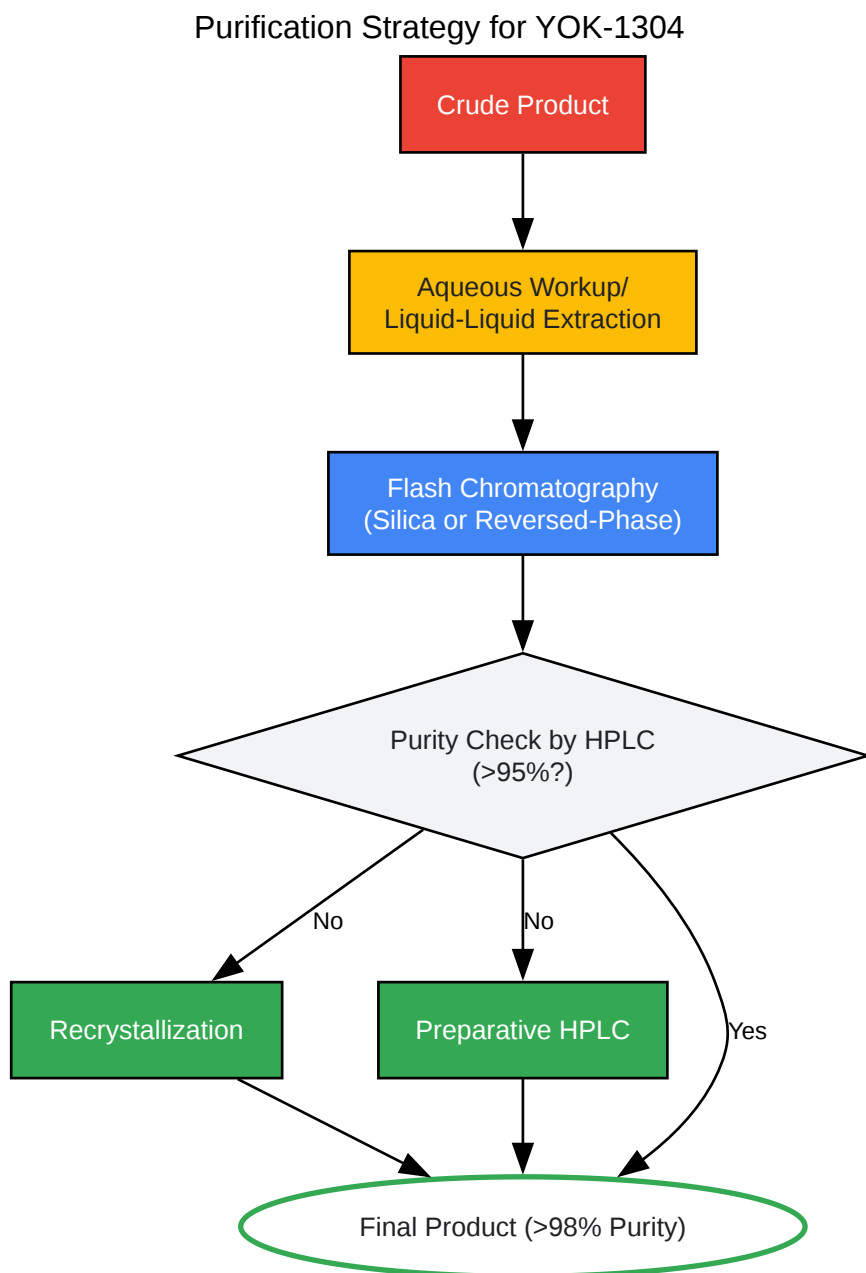 Purification Strategy for YOK-1304
Crude Product
Aqueous Workup/
Liquid-Liquid Extraction
Flash Chromatography
(Silica or Reversed-Phase)
Purity Check by HPLC
(>95%?)
No
No
Recrystallization
Preparative HPLC
Yes
Final Product (>98% Purity)